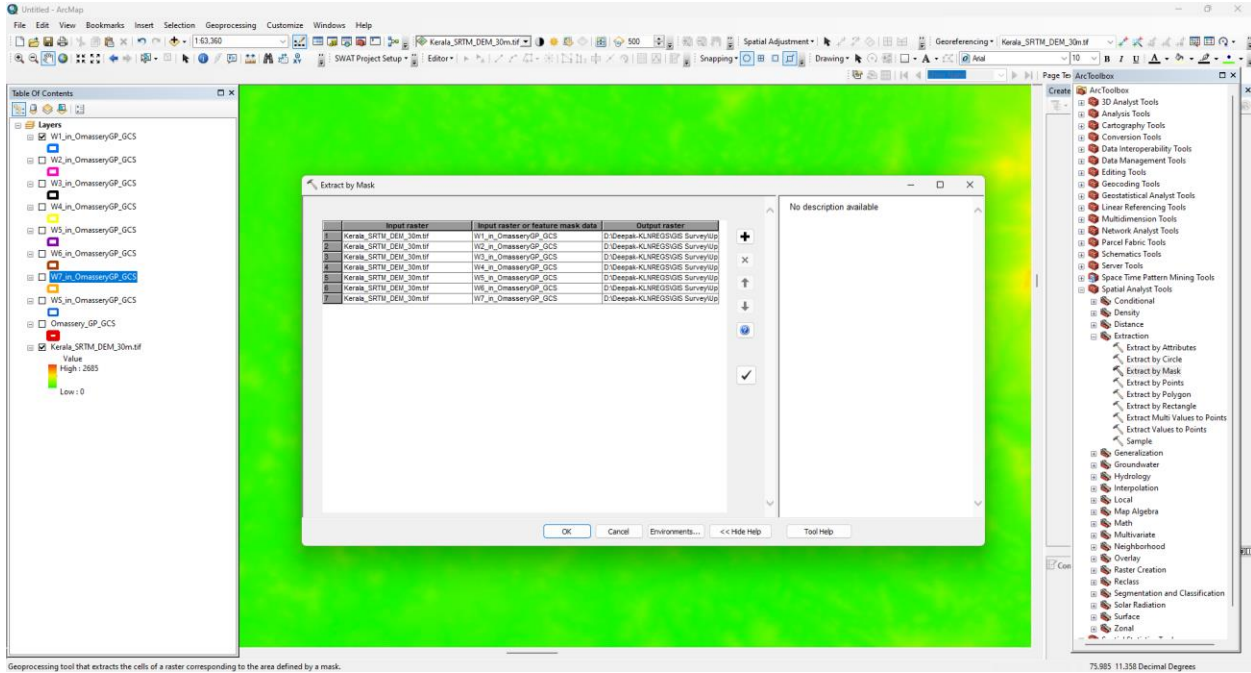 Untitled - ArcMap
File Edit View Bookmarks Insert Selection Geoprocessing Customize Windows Help
1:63,360 Kerala_SRTM_DEM_30m.tif 500 Spatial Adjustment Georeferencing Kerala_SRTM_DEM_30m.tif
SWAT Project Setup Editor Snapping Drawing A Arial 10 B I U A
Page Te
Table Of Contents
Layers
W1_in_OmasseryGP_GCS
W2_in_OmasseryGP_GCS
W3_in_OmasseryGP_GCS
W4_in_OmasseryGP_GCS
W5_in_OmasseryGP_GCS
W6_in_OmasseryGP_GCS
W7_in_OmasseryGP_GCS
WS_in_OmasseryGP_GCS
Omassery_GP_GCS
Kerala_SRTM_DEM_30m.tif
Value
High : 2685
Low : 0
Extract by Mask
Input raster Input raster or feature mask data Output raster
1 Kerala_SRTM_DEM_30m.tif W1_in_OmasseryGP_GCS D:\Deepak-KLNREGS\GIS Survey\Up
2 Kerala_SRTM_DEM_30m.tif W2_in_OmasseryGP_GCS D:\Deepak-KLNREGS\GIS Survey\Up
3 Kerala_SRTM_DEM_30m.tif W3_in_OmasseryGP_GCS D:\Deepak-KLNREGS\GIS Survey\Up
4 Kerala_SRTM_DEM_30m.tif W4_in_OmasseryGP_GCS D:\Deepak-KLNREGS\GIS Survey\Up
5 Kerala_SRTM_DEM_30m.tif W5_in_OmasseryGP_GCS D:\Deepak-KLNREGS\GIS Survey\Up
6 Kerala_SRTM_DEM_30m.tif W6_in_OmasseryGP_GCS D:\Deepak-KLNREGS\GIS Survey\Up
7 Kerala_SRTM_DEM_30m.tif W7_in_OmasseryGP_GCS D:\Deepak-KLNREGS\GIS Survey\Up
No description available
OK Cancel Environments... << Hide Help Tool Help
Create
Con
ArcToolbox
ArcToolbox
3D Analyst Tools
Analysis Tools
Cartography Tools
Conversion Tools
Data Interoperability Tools
Data Management Tools
Editing Tools
Geocoding Tools
Geostatistical Analyst Tools
Linear Referencing Tools
Multidimension Tools
Network Analyst Tools
Parcel Fabric Tools
Schematics Tools
Server Tools
Space Time Pattern Mining Tools
Spatial Analyst Tools
Conditional
Density
Distance
Extraction
Extract by Attributes
Extract by Circle
Extract by Mask
Extract by Points
Extract by Polygon
Extract by Rectangle
Extract Multi Values to Points
Extract Values to Points
Sample
Generalization
Groundwater
Hydrology
Interpolation
Local
Map Algebra
Math
Multivariate
Neighborhood
Overlay
Raster Creation
Reclass
Segmentation and Classification
Solar Radiation
Surface
Zonal
Geoprocessing tool that extracts the cells of a raster corresponding to the area defined by a mask.
75.985 11.358 Decimal Degrees